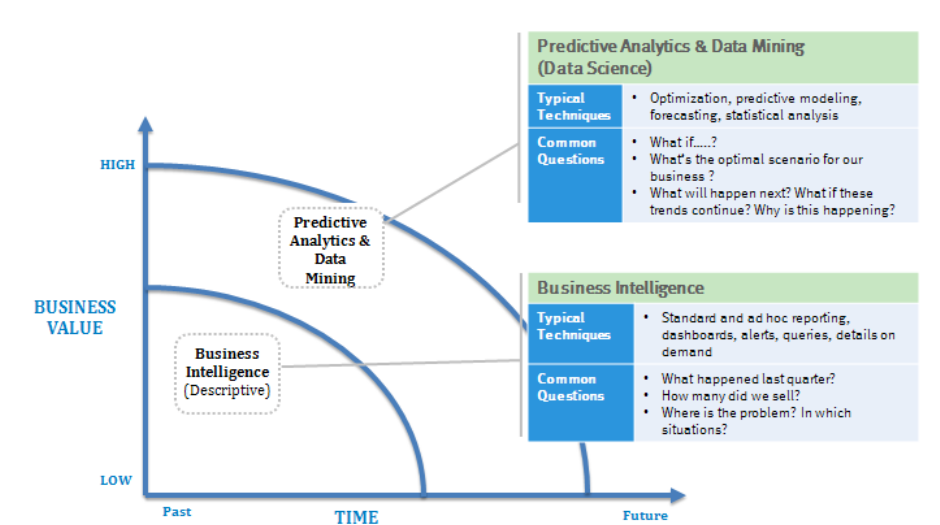 Predictive Analytics & Data Mining
(Data Science)
Typical
Techniques
• Optimization, predictive modeling,
forecasting, statistical analysis
Common
Questions
• What if.....?
• What's the optimal scenario for our
business ?
• What will happen next? What if these
trends continue? Why is this happening?
HIGH
Predictive
Analytics &
Data
Mining
Business Intelligence
Typical
Techniques
• Standard and ad hoc reporting,
dashboards, alerts, queries, details on
demand
Common
Questions
• What happened last quarter?
• How many did we sell?
• Where is the problem? In which
situations?
BUSINESS
VALUE
Business
Intelligence
(Descriptive)
LOW
Past
TIME
Future